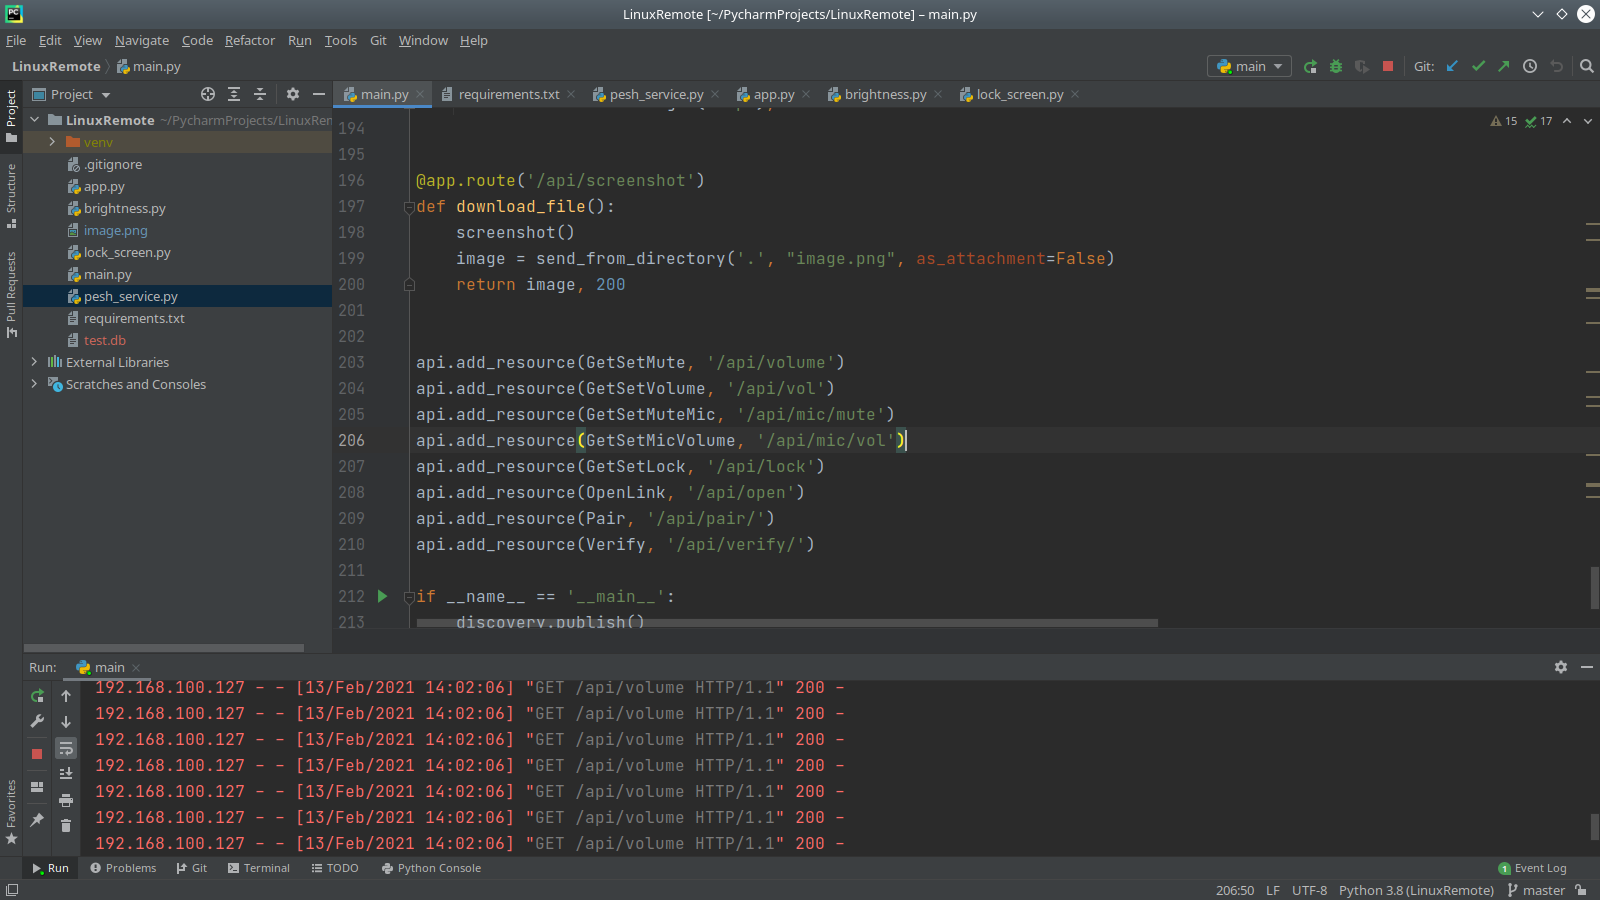 LinuxRemote [~/PycharmProjects/LinuxRemote] – main.py
File Edit View Navigate Code Refactor Run Tools Git Window Help
LinuxRemote main.py
main Git:
Project
main.py requirements.txt pesh_service.py app.py brightness.py lock_screen.py
Project
Structure
Pull Requests
Favorites
LinuxRemote ~/PycharmProjects/LinuxRem
venv
.gitignore
app.py
brightness.py
image.png
lock_screen.py
main.py
pesh_service.py
requirements.txt
test.db
External Libraries
Scratches and Consoles
15 17
194
195
196 @app.route('/api/screenshot')
197 def download_file():
198 screenshot()
199 image = send_from_directory('.', "image.png", as_attachment=False)
200 return image, 200
201
202
203 api.add_resource(GetSetMute, '/api/volume')
204 api.add_resource(GetSetVolume, '/api/vol')
205 api.add_resource(GetSetMuteMic, '/api/mic/mute')
206 api.add_resource(GetSetMicVolume, '/api/mic/vol')
207 api.add_resource(GetSetLock, '/api/lock')
208 api.add_resource(OpenLink, '/api/open')
209 api.add_resource(Pair, '/api/pair/')
210 api.add_resource(Verify, '/api/verify/')
211
212 if __name__ == '__main__':
213 discovery.publish()
Run: main
192.168.100.127 - - [13/Feb/2021 14:02:06] "GET /api/volume HTTP/1.1" 200 -
192.168.100.127 - - [13/Feb/2021 14:02:06] "GET /api/volume HTTP/1.1" 200 -
192.168.100.127 - - [13/Feb/2021 14:02:06] "GET /api/volume HTTP/1.1" 200 -
192.168.100.127 - - [13/Feb/2021 14:02:06] "GET /api/volume HTTP/1.1" 200 -
192.168.100.127 - - [13/Feb/2021 14:02:06] "GET /api/volume HTTP/1.1" 200 -
192.168.100.127 - - [13/Feb/2021 14:02:06] "GET /api/volume HTTP/1.1" 200 -
192.168.100.127 - - [13/Feb/2021 14:02:06] "GET /api/volume HTTP/1.1" 200 -
Run Problems Git Terminal TODO Python Console 1 Event Log
206:50 LF UTF-8 Python 3.8 (LinuxRemote) master